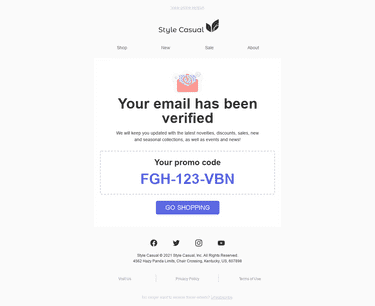 View online version
Style Casual
Shop New Sale About
Your email has been
verified
We will keep you updated with the latest novelties, discounts, sales, new
and seasonal collections, as well as events and news!
Your promo code
FGH-123-VBN
GO SHOPPING
Style Casual © 2021 Style Casual, Inc. All Rights Reserved.
4562 Hazy Panda Limits, Chair Crossing, Kentucky, US, 607898
Visit Us Privacy Policy Terms of Use
No longer want to receive these emails? Unsubscribe